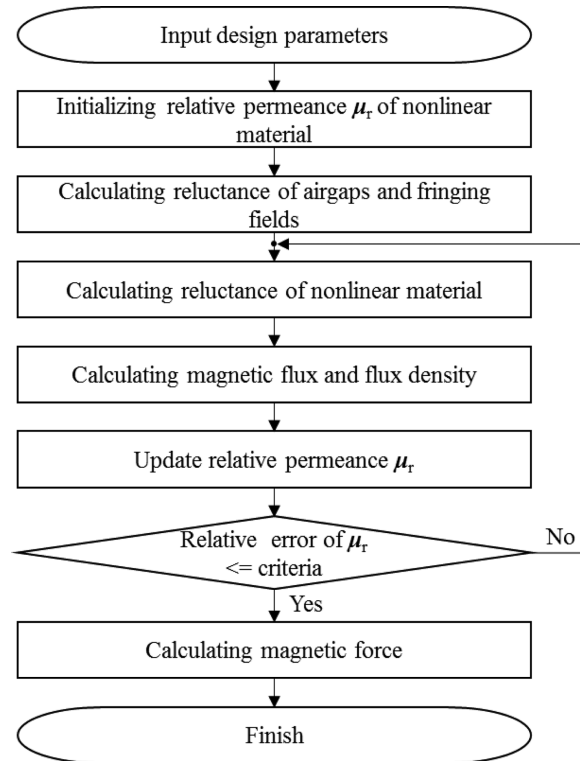 Input design parameters
Initializing relative permeance μr of nonlinear
material
Calculating reluctance of airgaps and fringing
fields
Calculating reluctance of nonlinear material
Calculating magnetic flux and flux density
Update relative permeance μr
Relative error of μr
<= criteria
No
Yes
Calculating magnetic force
Finish